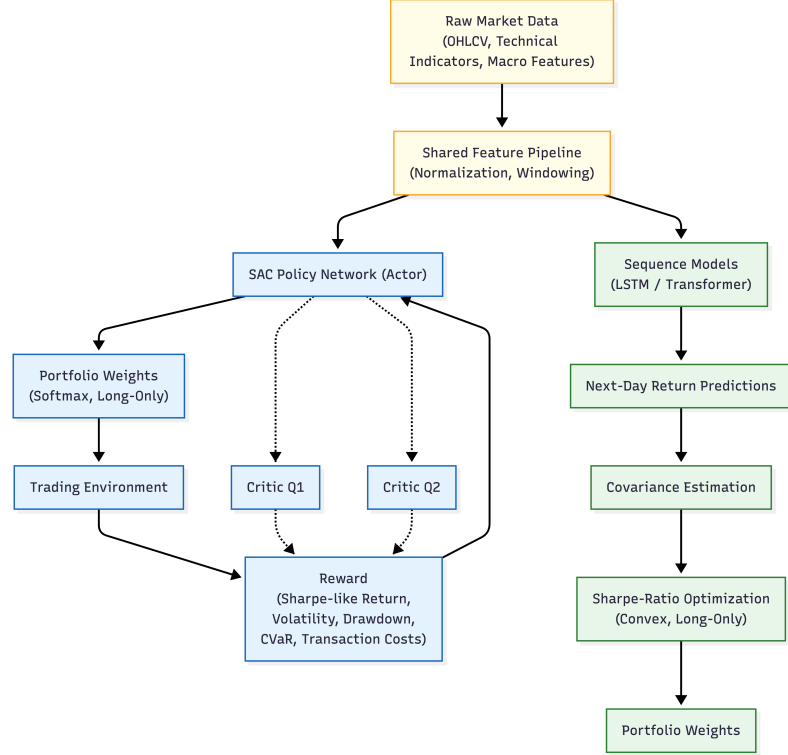 Raw Market Data
(OHLCV, Technical
Indicators, Macro Features)
Shared Feature Pipeline
(Normalization, Windowing)
SAC Policy Network (Actor)
Sequence Models
(LSTM / Transformer)
Portfolio Weights
(Softmax, Long-Only)
Next-Day Return Predictions
Trading Environment
Critic Q1
Critic Q2
Covariance Estimation
Reward
(Sharpe-like Return,
Volatility, Drawdown,
CVaR, Transaction Costs)
Sharpe-Ratio Optimization
(Convex, Long-Only)
Portfolio Weights